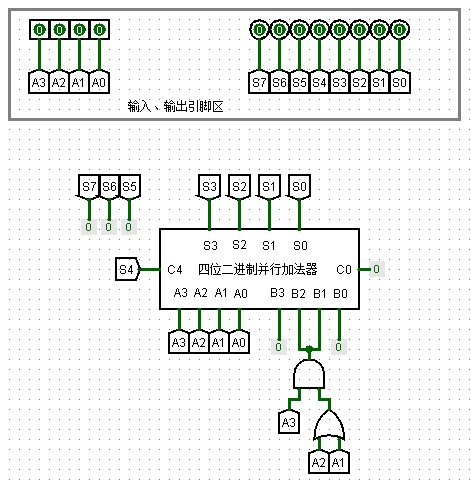 0 0 0 0 0 0 0 0 0 0 0 0
A3 A2 A1 A0 S7 S6 S5 S4 S3 S2 S1 S0
输入、输出引脚区
S7 S6 S5 S3 S2 S1 S0
0 0 0
S3 S2 S1 S0
S4 C4 四位二进制并行加法器 C0 0
A3 A2 A1 A0 B3 B2 B1 B0
A3 A2 A1 A0 0 0
A3
A2 A1